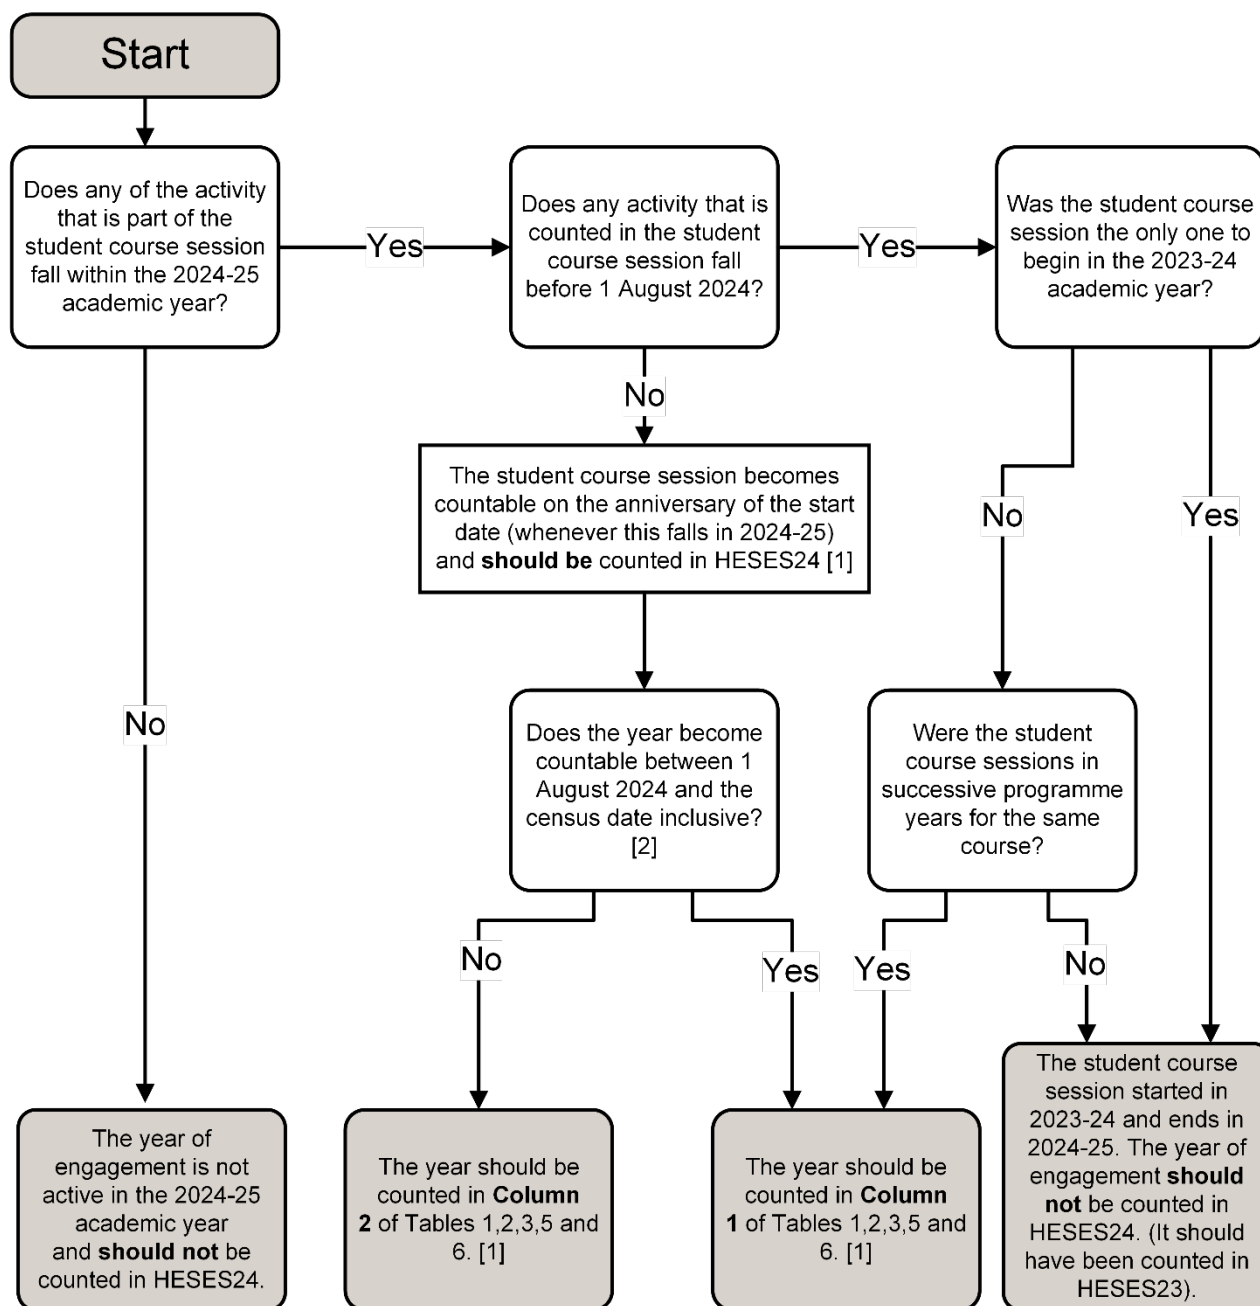 Start
Does any of the activity
that is part of the
student course session
fall within the 2024-25
academic year?
Yes
Does any activity that is
counted in the student
course session fall
before 1 August 2024?
Yes
Was the student course
session the only one to
begin in the 2023-24
academic year?
No
The student course session becomes
countable on the anniversary of the start
date (whenever this falls in 2024-25)
and should be counted in HESES24 [1]
No
Yes
No
Does the year become
countable between 1
August 2024 and the
census date inclusive?
[2]
Were the student
course sessions in
successive programme
years for the same
course?
No
Yes
Yes
No
The year of
engagement is not
active in the 2024-25
academic year
and should not be
counted in HESES24.
The year should be
counted in Column
2 of Tables 1,2,3,5 and
6. [1]
The year should be
counted in Column
1 of Tables 1,2,3,5 and
6. [1]
The student course
session started in
2023-24 and ends in
2024-25. The year of
engagement should
not be counted in
HESES24. (It should
have been counted in
HESES23).